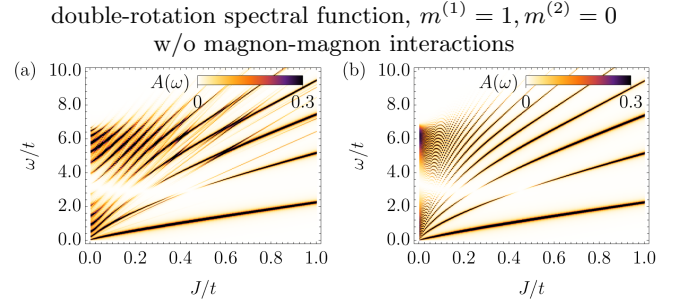 double-rotation spectral function, m⁽¹⁾ = 1, m⁽²⁾ = 0
w/o magnon-magnon interactions
(a)
10.0
8.0
6.0
4.0
2.0
0.0
ω/t
A(ω)
0
0.3
0.0 0.2 0.4 0.6 0.8 1.0
J/t
(b)
10.0
8.0
6.0
4.0
2.0
0.0
ω/t
A(ω)
0
0.3
0.0 0.2 0.4 0.6 0.8 1.0
J/t